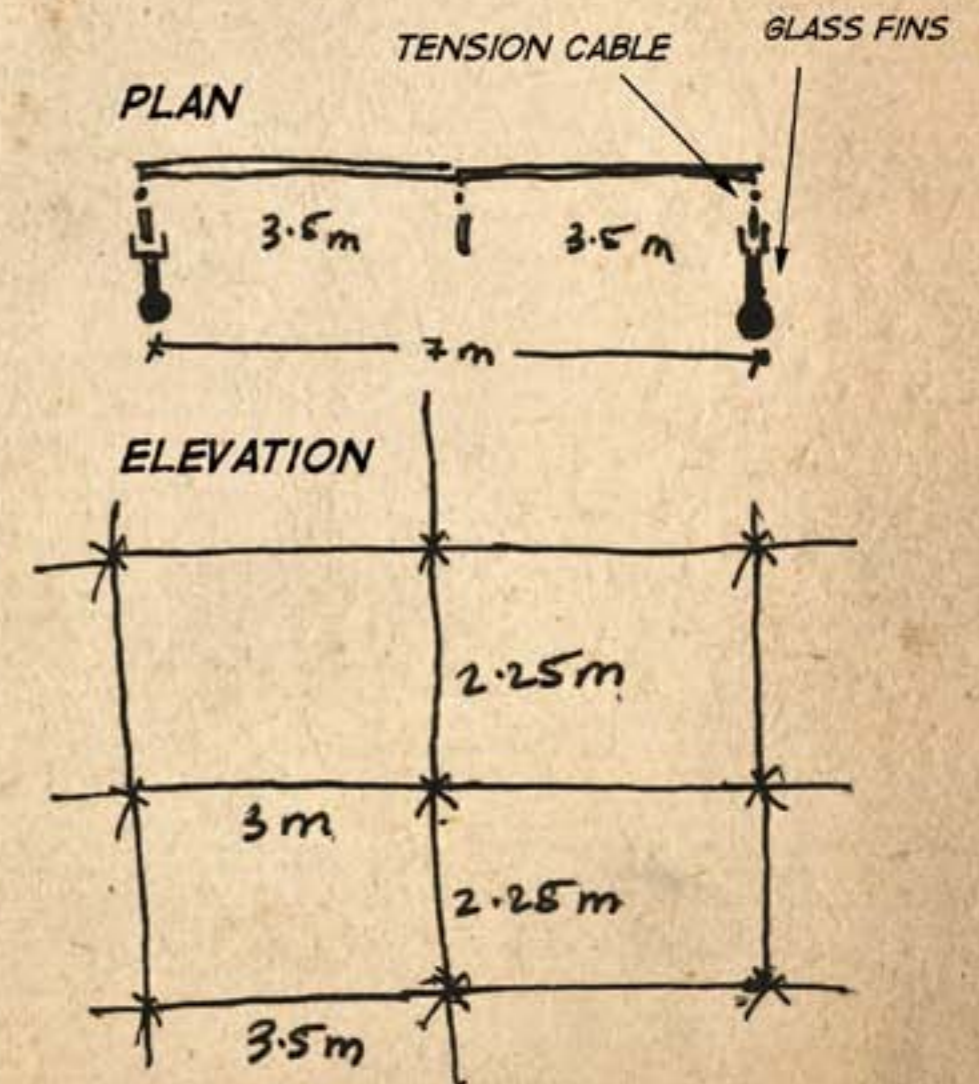 TENSION CABLE
GLASS FINS
PLAN
3.5m
3.5m
7m
ELEVATION
2.25m
3m
2.25m
3.5m